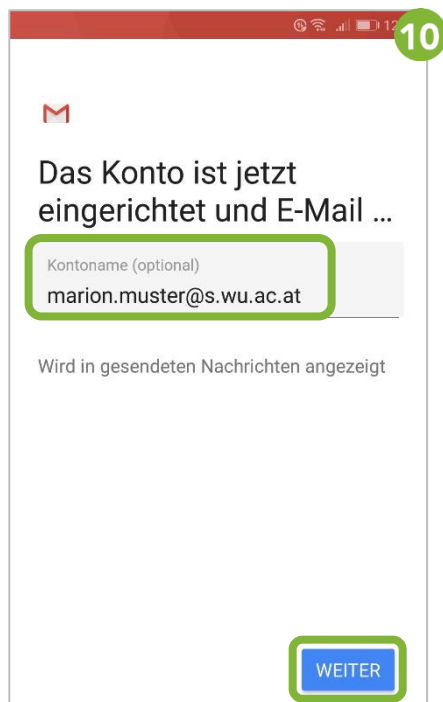 10
Das Konto ist jetzt
eingerichtet und E-Mail ...
Kontoname (optional)
marion.muster@s.wu.ac.at
Wird in gesendeten Nachrichten angezeigt
WEITER